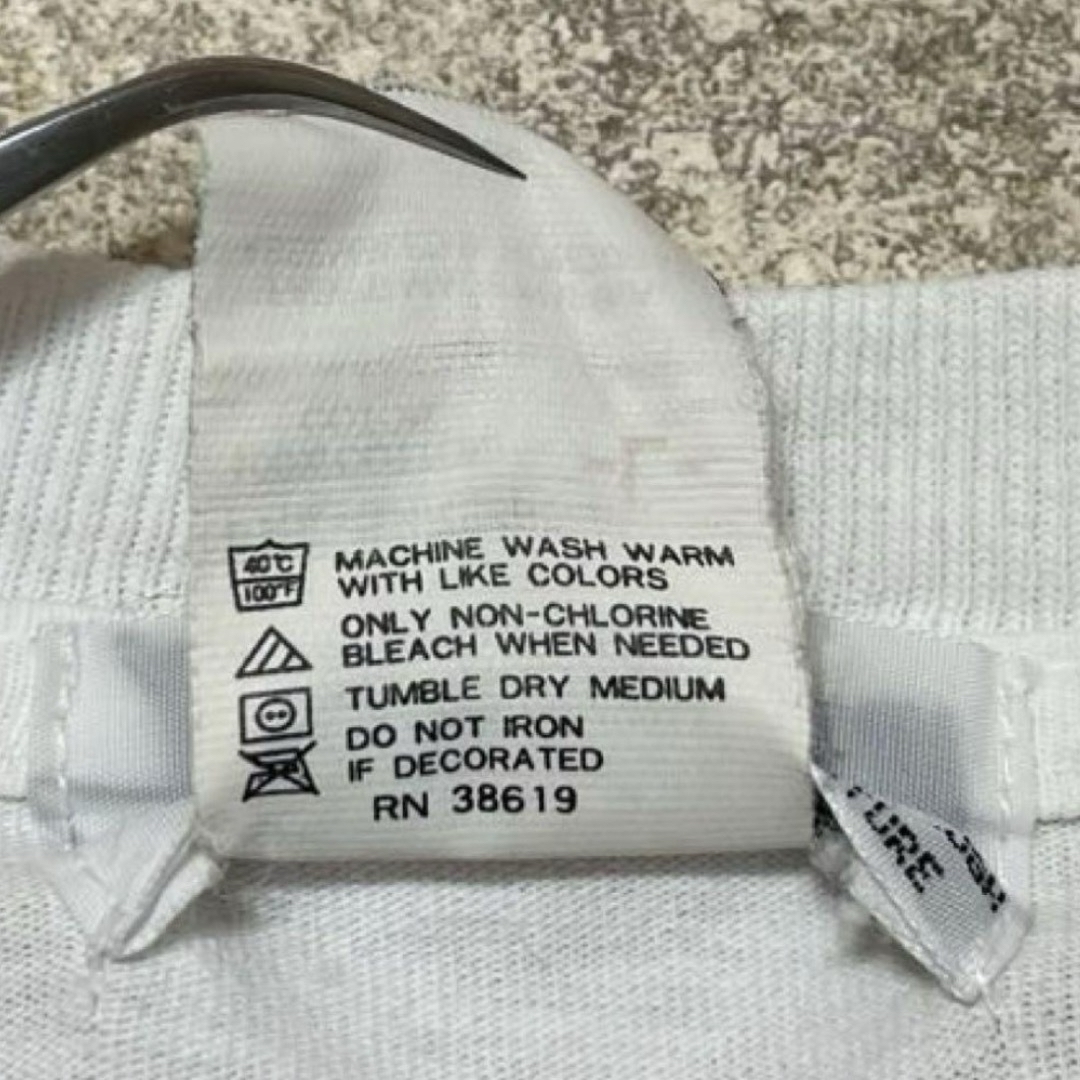 40°C
100°F
MACHINE WASH WARM
WITH LIKE COLORS
ONLY NON-CHLORINE
BLEACH WHEN NEEDED
TUMBLE DRY MEDIUM
DO NOT IRON
IF DECORATED
RN 38619
TURE